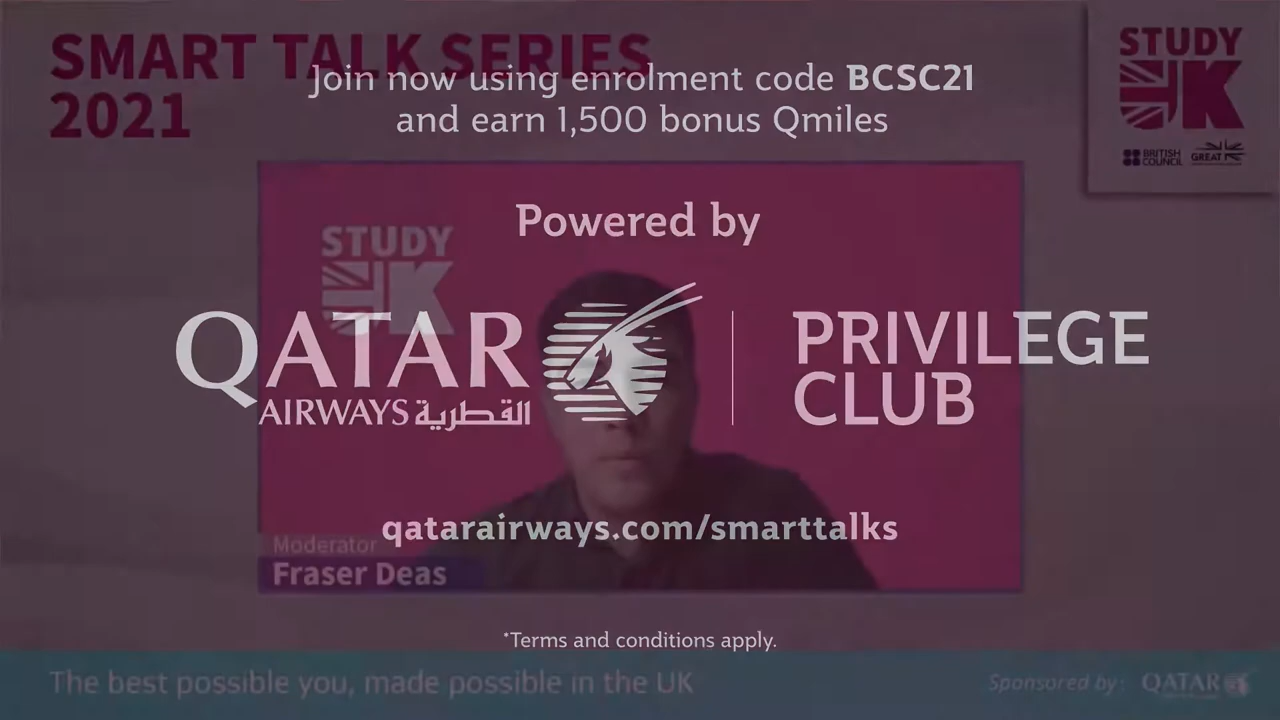 SMART TALK SERIES
2021
Join now using enrolment code BCSC21
and earn 1,500 bonus Qmiles
STUDY
UK
BRITISH
COUNCIL
GREAT
Powered by
STUDY
UK
QATAR
AIRWAYS القطرية
PRIVILEGE
CLUB
qatarairways.com/smarttalks
Moderator
Fraser Deas
*Terms and conditions apply.
The best possible you, made possible in the UK
Sponsored by: QATAR